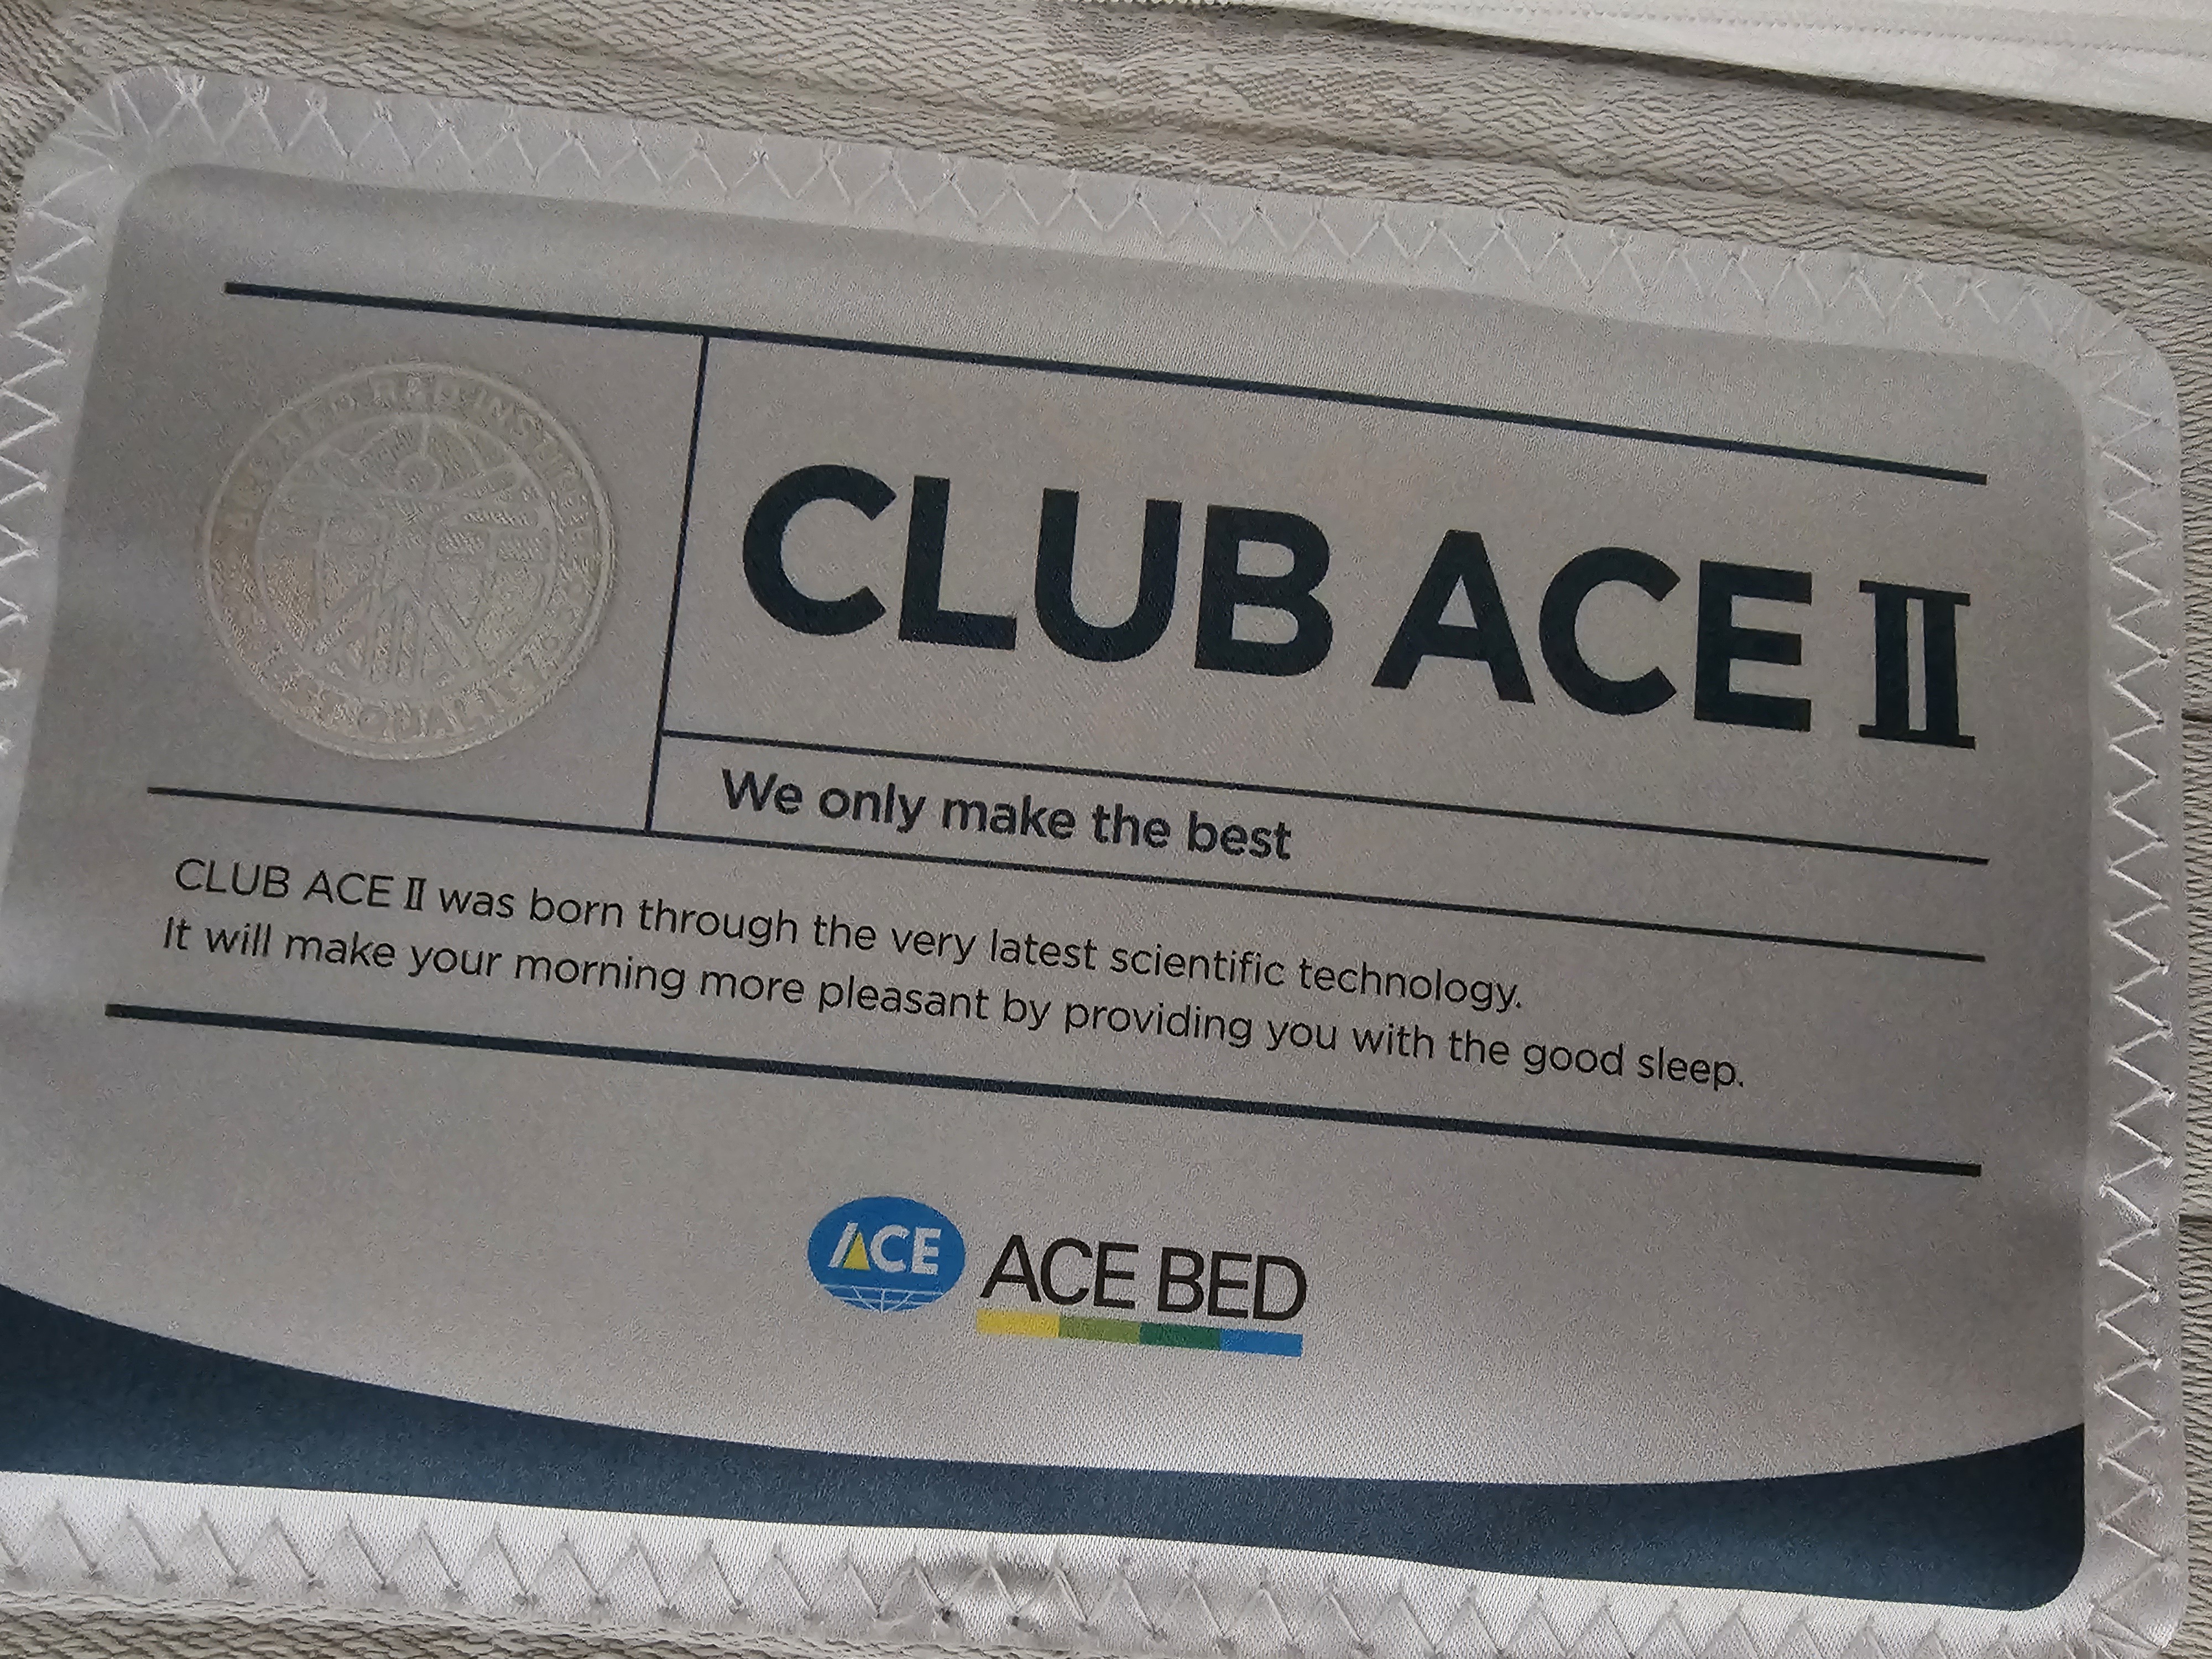 CLUB ACE Ⅱ
We only make the best
CLUB ACE Ⅱ was born through the very latest scientific technology.
It will make your morning more pleasant by providing you with the good sleep.
ACE
ACE BED